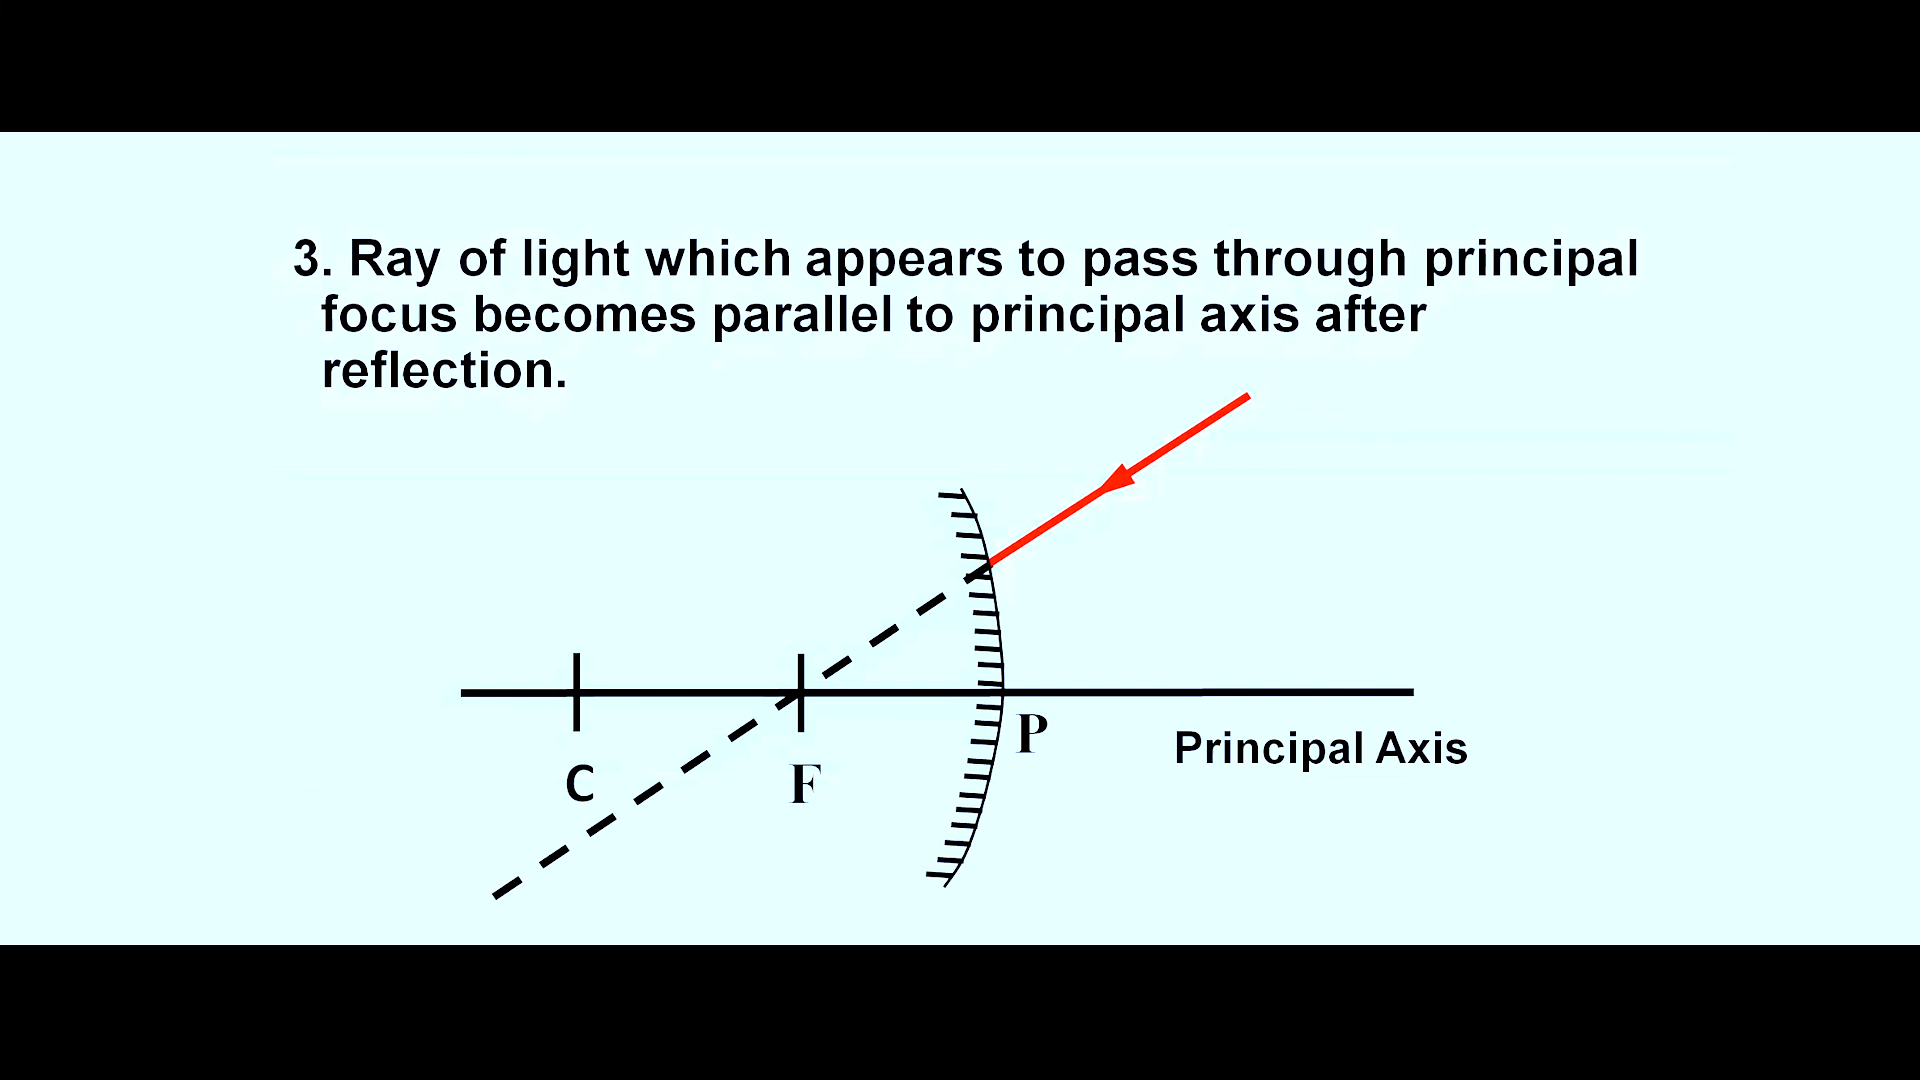 3. Ray of light which appears to pass through principal
focus becomes parallel to principal axis after
reflection.
C
F
P
Principal Axis